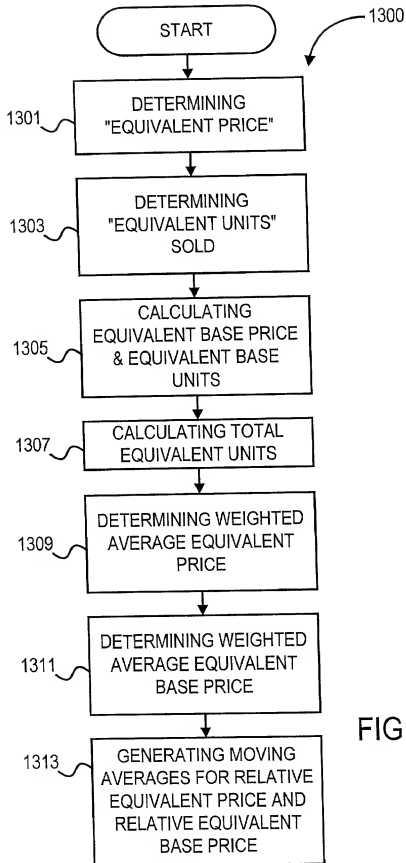 START
1300
1301
DETERMINING
"EQUIVALENT PRICE"
1303
DETERMINING
"EQUIVALENT UNITS"
SOLD
1305
CALCULATING
EQUIVALENT BASE PRICE
& EQUIVALENT BASE
UNITS
1307
CALCULATING TOTAL
EQUIVALENT UNITS
1309
DETERMINING WEIGHTED
AVERAGE EQUIVALENT
PRICE
1311
DETERMINING WEIGHTED
AVERAGE EQUIVALENT
BASE PRICE
FIG
1313
GENERATING MOVING
AVERAGES FOR RELATIVE
EQUIVALENT PRICE AND
RELATIVE EQUIVALENT
BASE PRICE